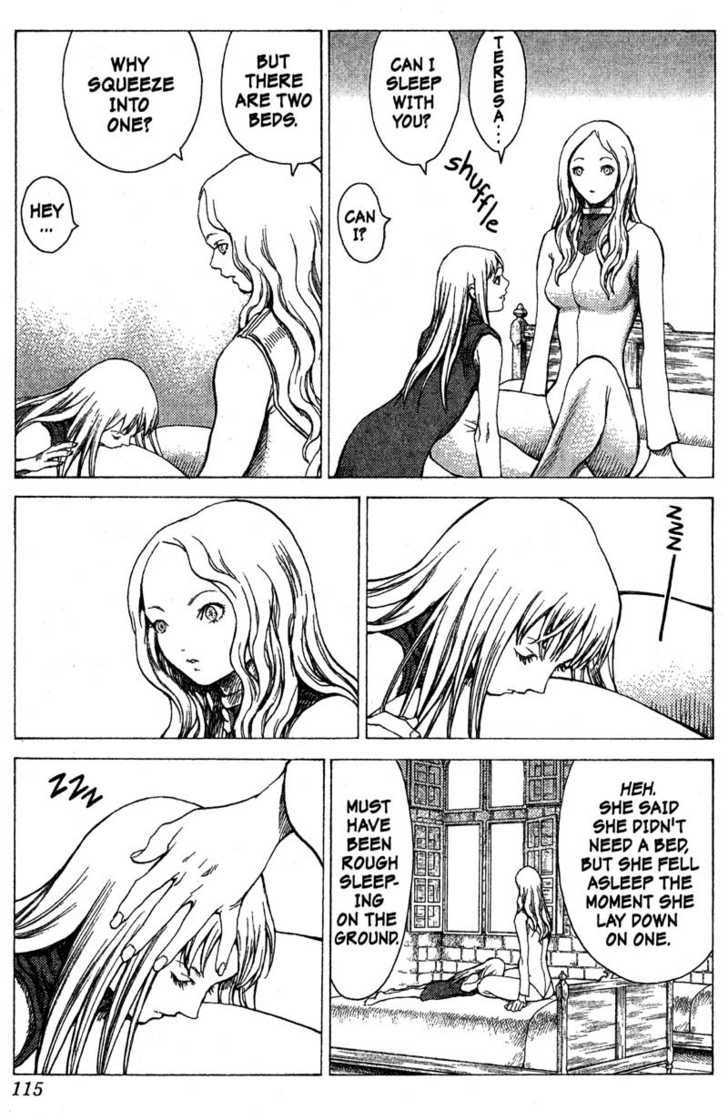 TERESA...
CAN I
SLEEP
WITH
YOU?
shuffle
CAN
I?
BUT
THERE
ARE TWO
BEDS.
WHY
SQUEEZE
INTO
ONE?
HEY
...
ZZZ
HEH.
SHE SAID
SHE DIDN'T
NEED A BED,
BUT SHE FELL
ASLEEP THE
MOMENT SHE
LAY DOWN
ON ONE.
MUST
HAVE
BEEN
ROUGH
SLEEP-
ING
ON THE
GROUND.
ZZZ
115